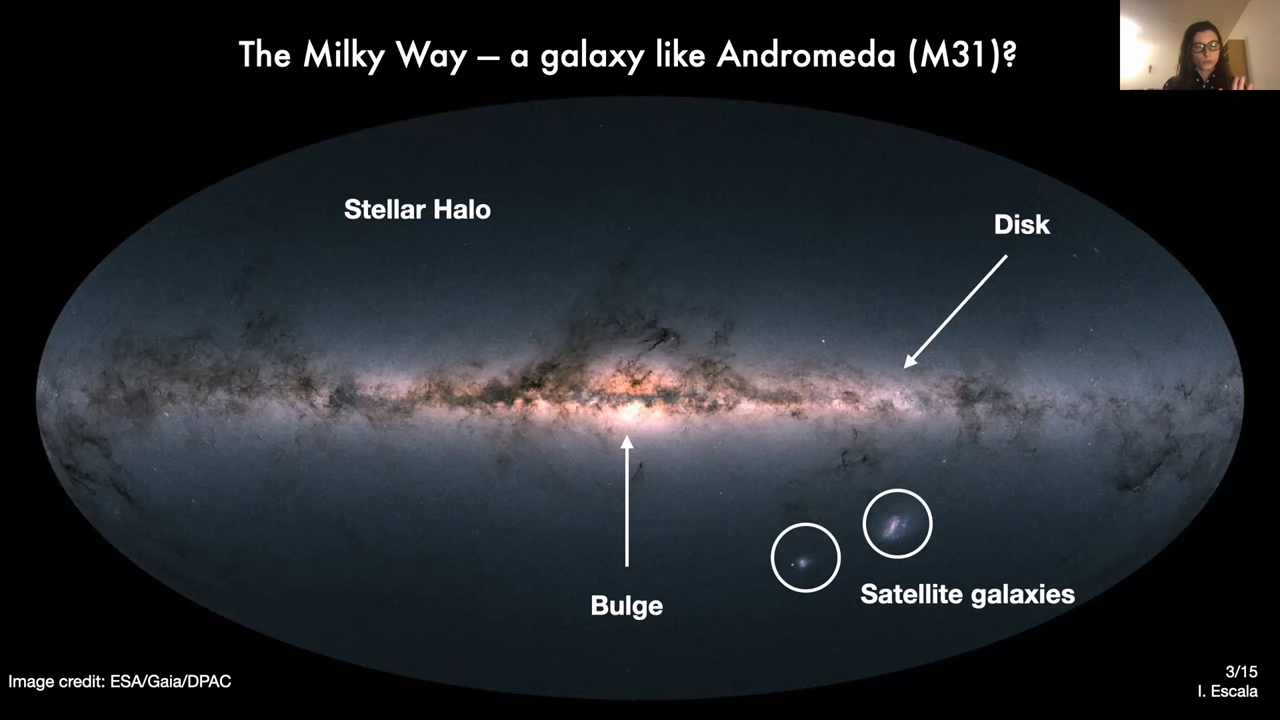 The Milky Way — a galaxy like Andromeda (M31)?
Stellar Halo
Disk
Bulge
Satellite galaxies
Image credit: ESA/Gaia/DPAC
3/15
I. Escala